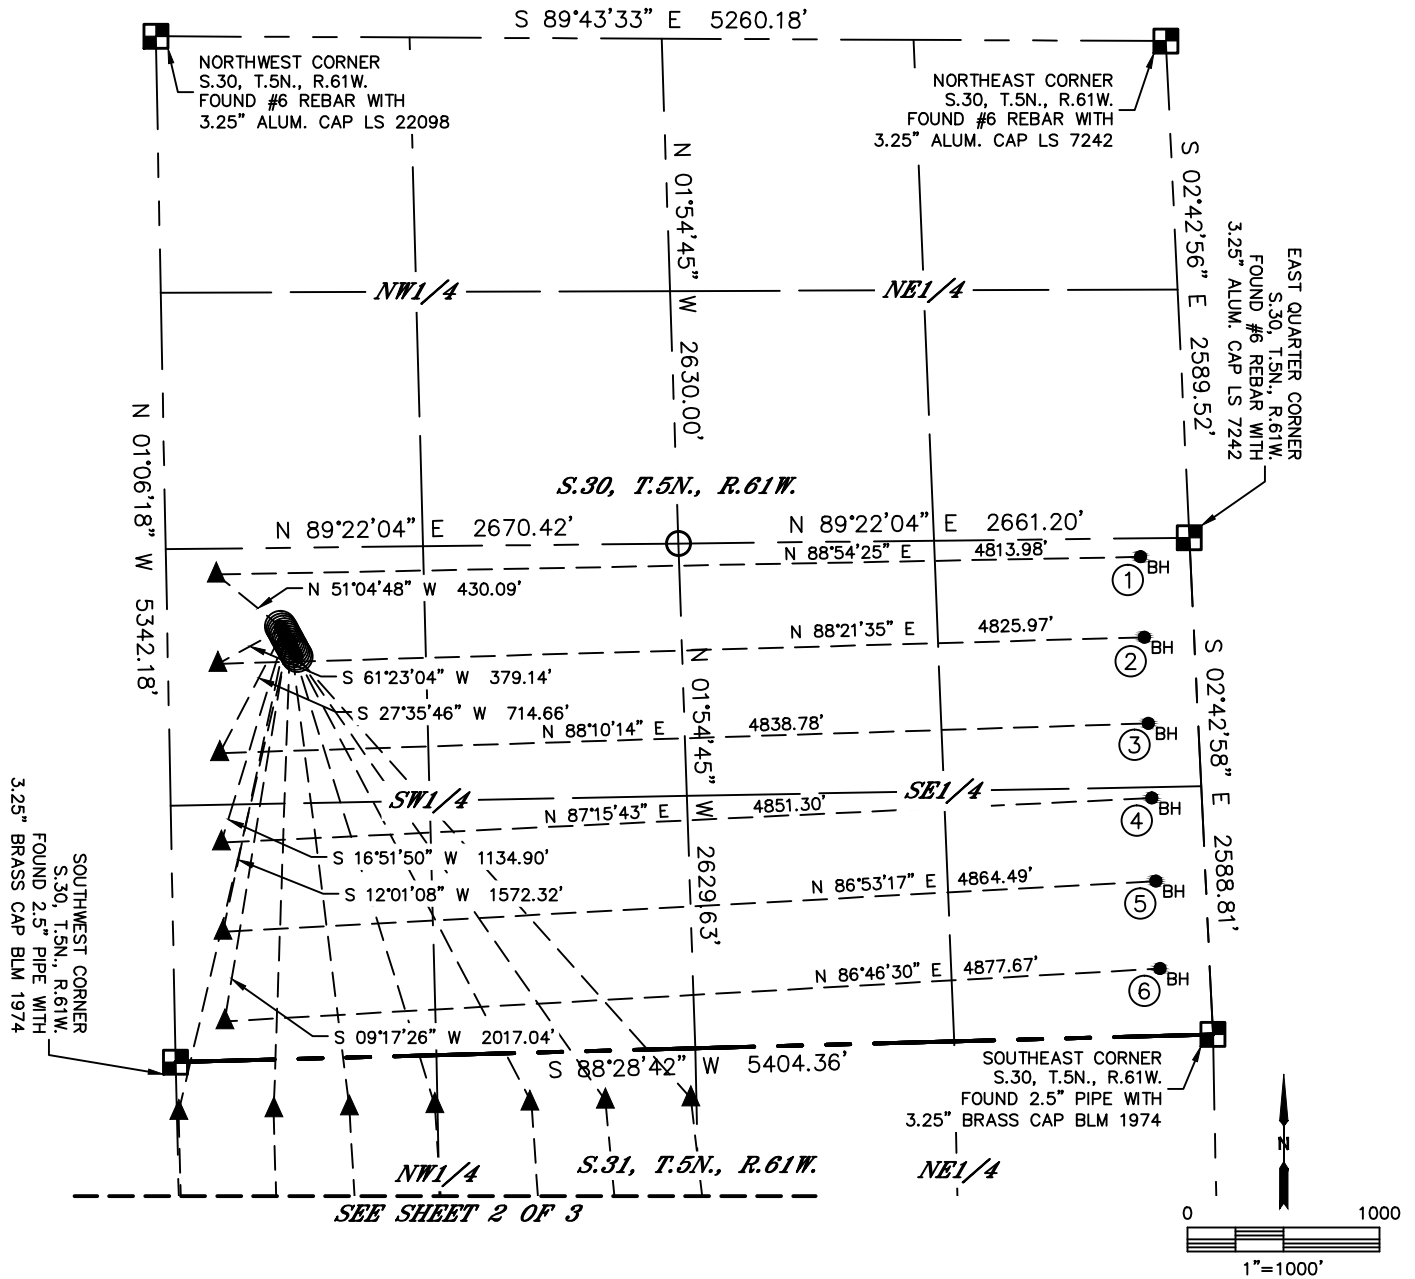 S 89°43'33" E 5260.18'
NORTHWEST CORNER
S.30, T.5N., R.61W.
FOUND #6 REBAR WITH
3.25" ALUM. CAP LS 22098
NORTHEAST CORNER
S.30, T.5N., R.61W.
FOUND #6 REBAR WITH
3.25" ALUM. CAP LS 7242
N 01°54'45" W 2630.00'
S 02°42'56" E 2589.52'
EAST QUARTER CORNER
S.30, T.5N., R.61W.
FOUND #6 REBAR WITH
3.25" ALUM. CAP LS 7242
NW1/4
NE1/4
N 01°06'18" W 5342.18'
S.30, T.5N., R.61W.
N 89°22'04" E 2670.42'
N 89°22'04" E 2661.20'
N 88°54'25" E 4813.98'
BH
1
N 51°04'48" W 430.09'
N 88°21'35" E 4825.97'
BH
2
S 61°23'04" W 379.14'
S 27°35'46" W 714.66'
N 88°10'14" E 4838.78'
BH
3
N 01°54'45" W 2629.63'
S 02°42'58" E 2588.81'
SW1/4
SE1/4
N 87°15'43" E 4851.30'
BH
4
S 16°51'50" W 1134.90'
S 12°01'08" W 1572.32'
N 86°53'17" E 4864.49'
BH
5
N 86°46'30" E 4877.67'
BH
6
S 09°17'26" W 2017.04'
SOUTHWEST CORNER
S.30, T.5N., R.61W.
FOUND 2.5" PIPE WITH
3.25" BRASS CAP BLM 1974
S 88°28'42" W 5404.36'
SOUTHEAST CORNER
S.30, T.5N., R.61W.
FOUND 2.5" PIPE WITH
3.25" BRASS CAP BLM 1974
NW1/4
S.31, T.5N., R.61W.
NE1/4
SEE SHEET 2 OF 3
N
0 1000
1"=1000'